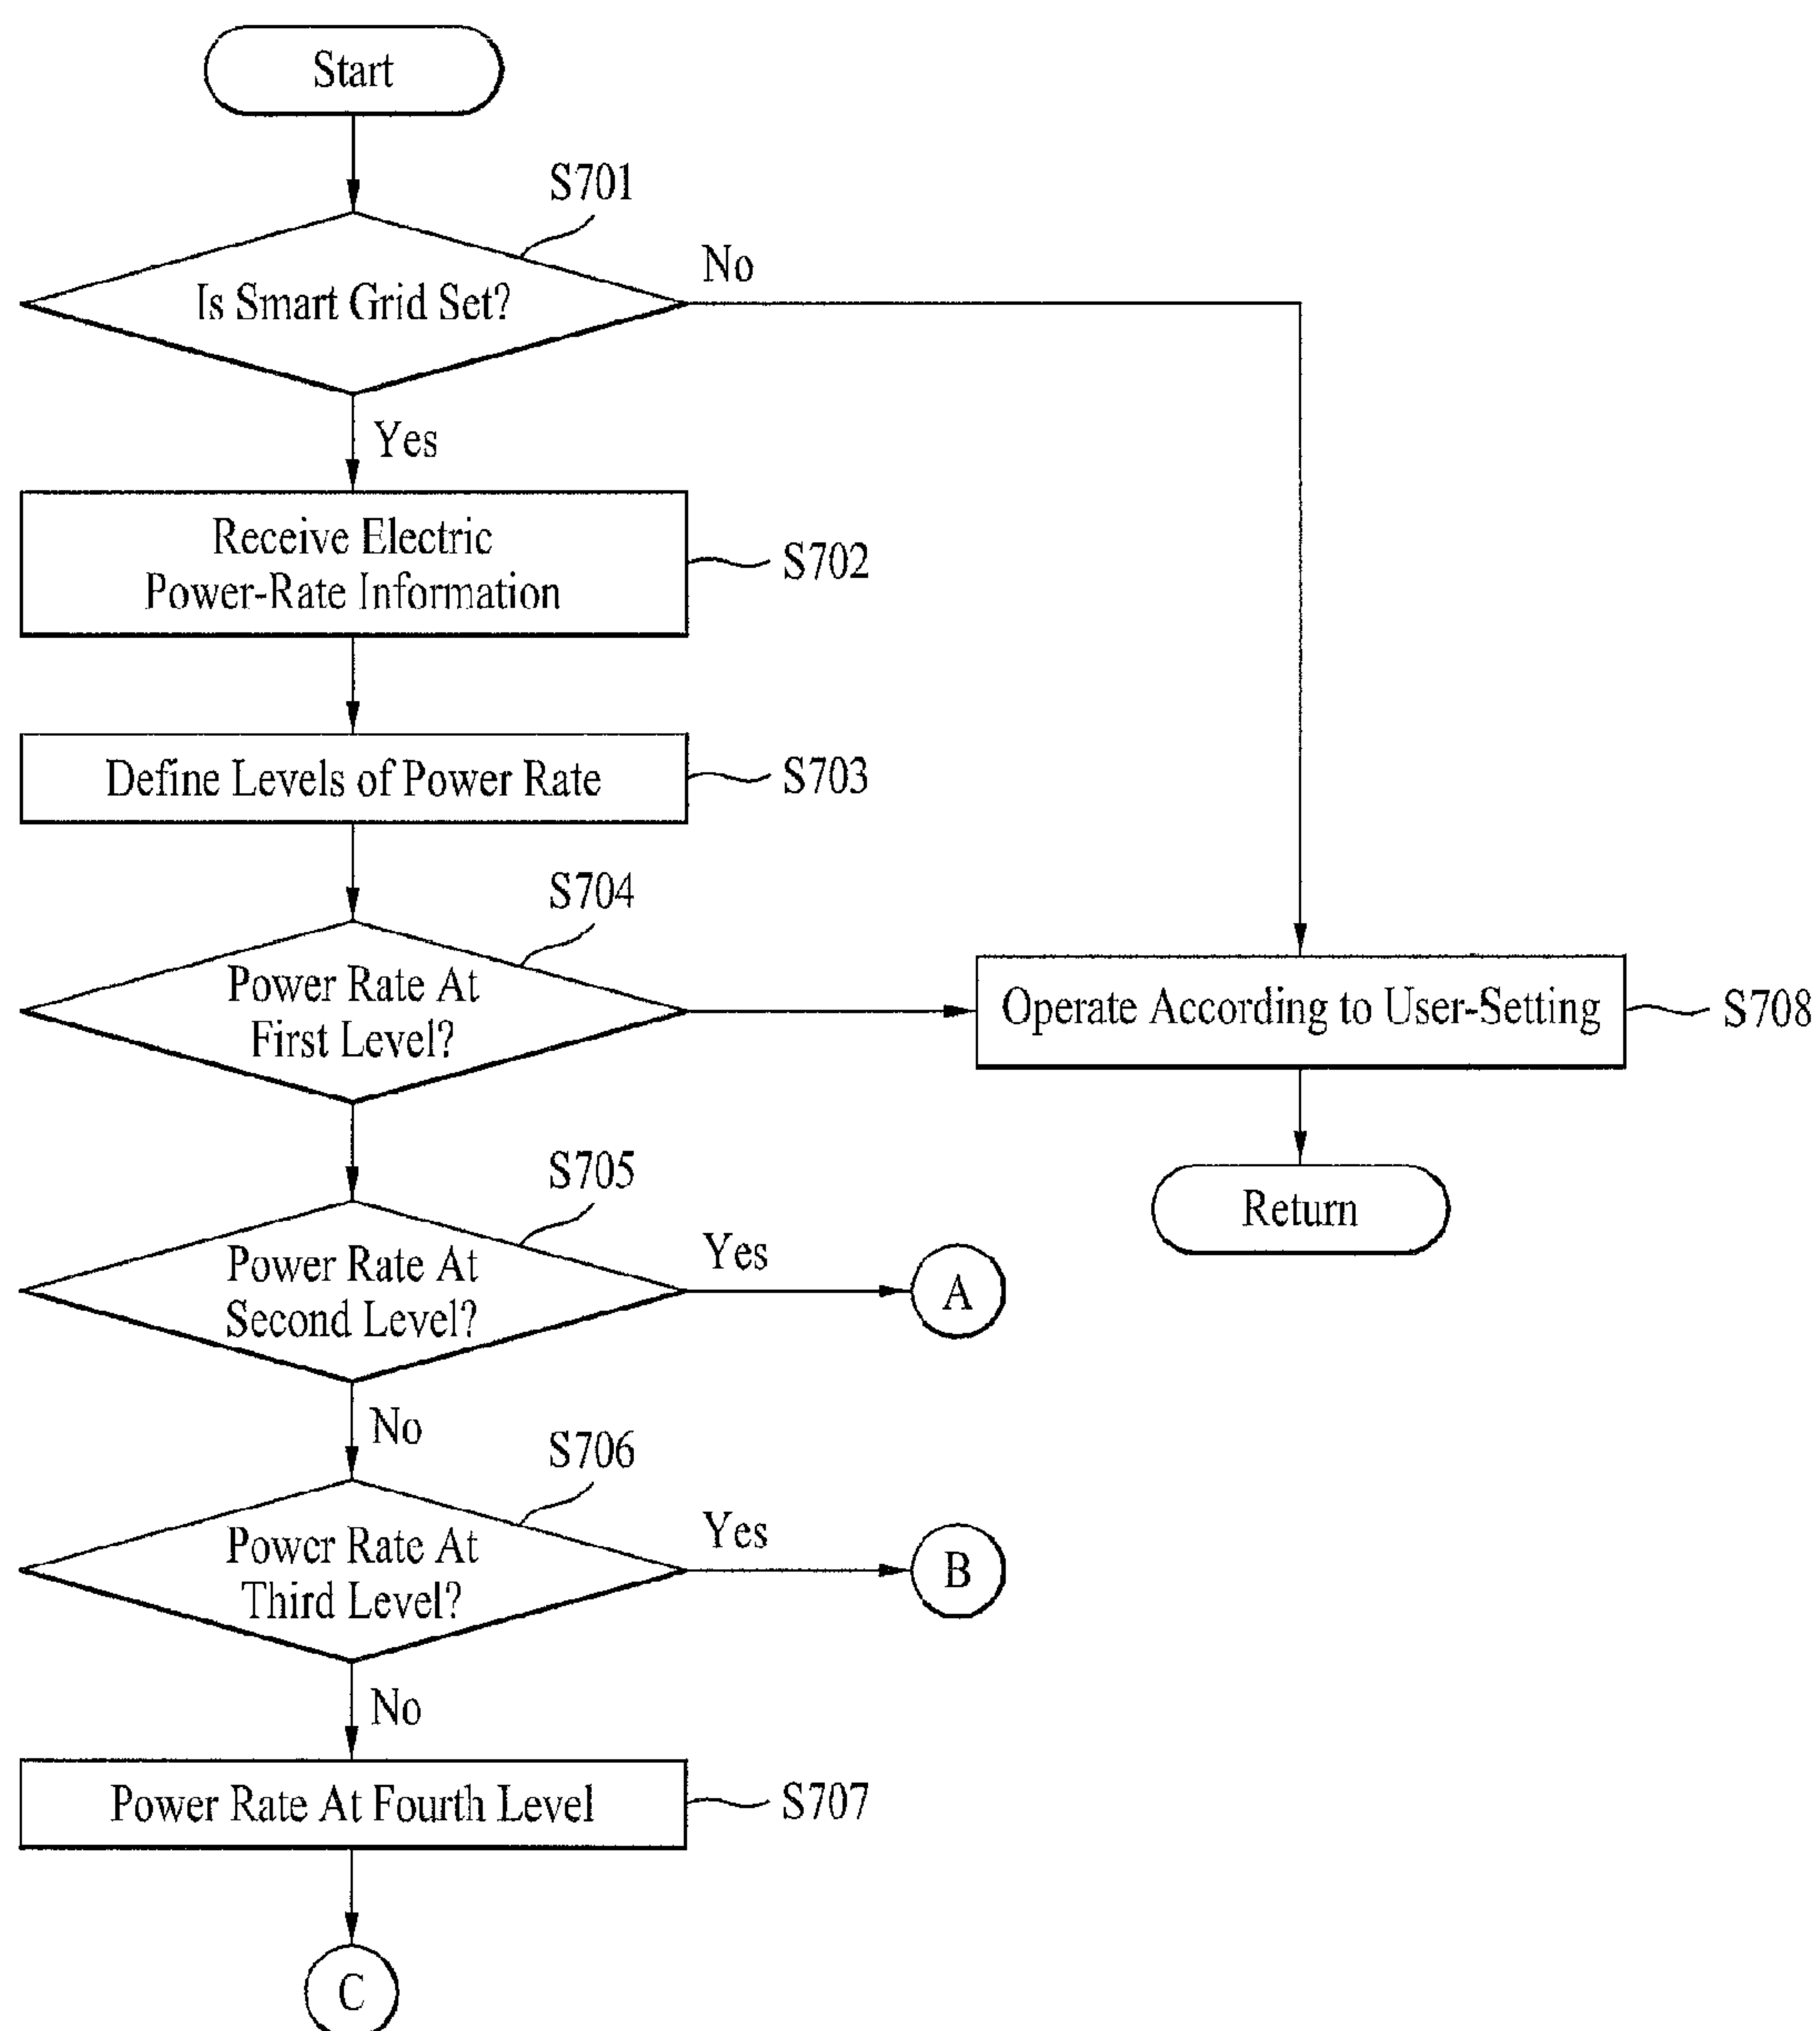 Start
S701
Is Smart Grid Set?
No
Yes
Receive Electric
Power-Rate Information
S702
Define Levels of Power Rate
S703
S704
Power Rate At
First Level?
Operate According to User-Setting
S708
Return
S705
Power Rate At
Second Level?
Yes
A
No
S706
Power Rate At
Third Level?
Yes
B
No
Power Rate At Fourth Level
S707
C